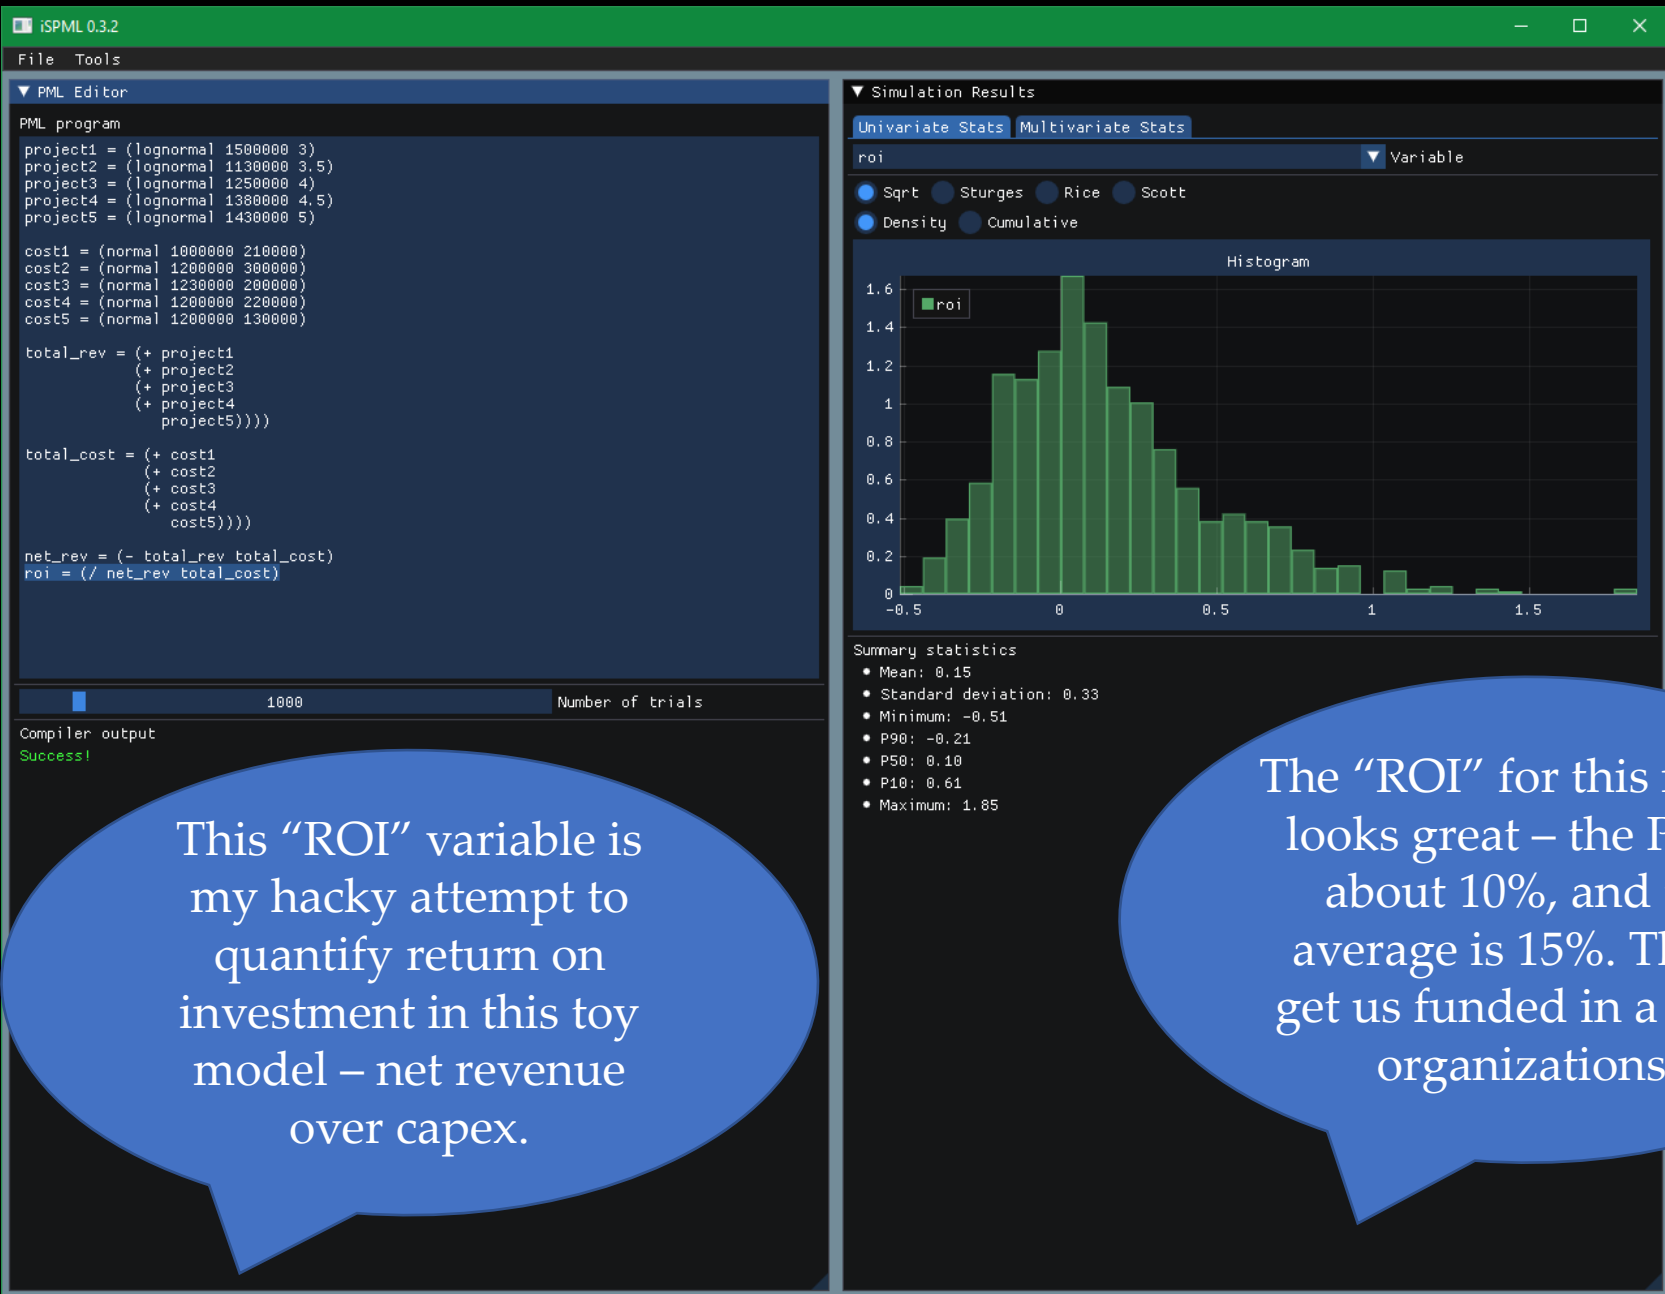 iSPML 0.3.2
File Tools
PML Editor
PML program
project1 = (lognormal 1500000 3)
project2 = (lognormal 1130000 3.5)
project3 = (lognormal 1250000 4)
project4 = (lognormal 1380000 4.5)
project5 = (lognormal 1430000 5)
cost1 = (normal 1000000 210000)
cost2 = (normal 1200000 300000)
cost3 = (normal 1230000 200000)
cost4 = (normal 1200000 220000)
cost5 = (normal 1200000 130000)
total_rev = (+ project1
(+ project2
(+ project3
(+ project4
project5))))
total_cost = (+ cost1
(+ cost2
(+ cost3
(+ cost4
cost5))))
net_rev = (- total_rev total_cost)
roi = (/ net_rev total_cost)
1000 Number of trials
Compiler output
Success!
This “ROI” variable is
my hacky attempt to
quantify return on
investment in this toy
model – net revenue
over capex.
Simulation Results
Univariate Stats Multivariate Stats
roi Variable
Sqrt Sturges Rice Scott
Density Cumulative
Histogram
roi
1.6
1.4
1.2
1
0.8
0.6
0.4
0.2
0
-0.5 0 0.5 1 1.5
Summary statistics
Mean: 0.15
Standard deviation: 0.33
Minimum: -0.51
P90: -0.21
P50: 0.10
P10: 0.61
Maximum: 1.85
The “ROI” for this
looks great – the
about 10%, and
average is 15%.
get us funded in a
organizations